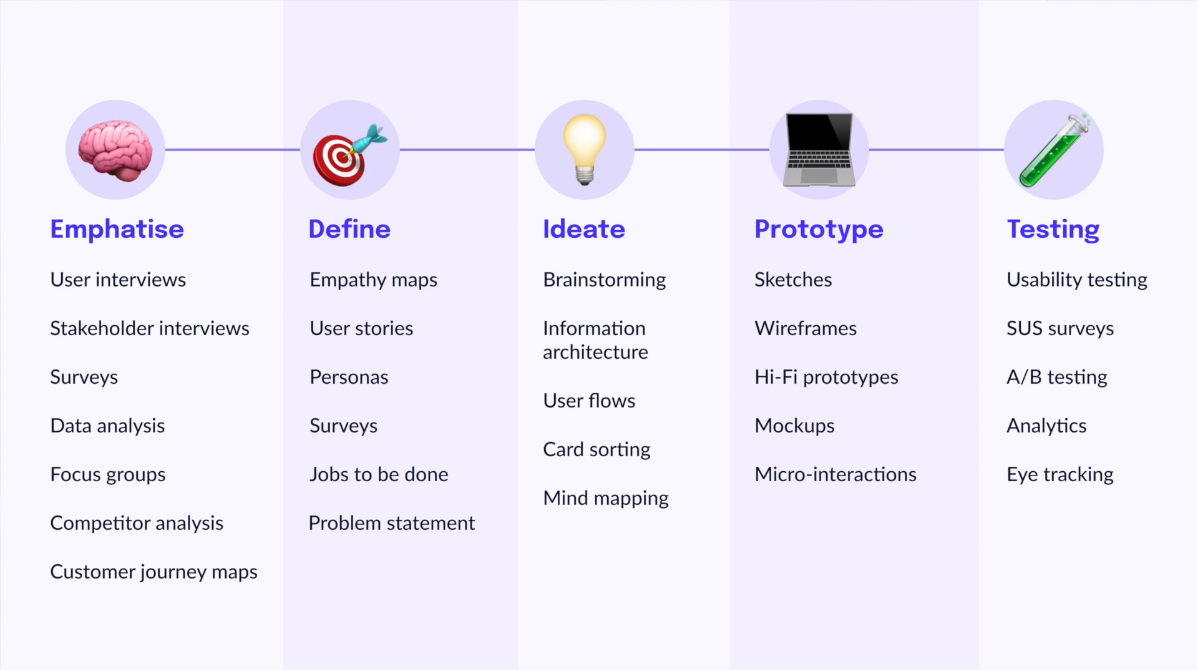 Emphatise
User interviews
Stakeholder interviews
Surveys
Data analysis
Focus groups
Competitor analysis
Customer journey maps
Define
Empathy maps
User stories
Personas
Surveys
Jobs to be done
Problem statement
Ideate
Brainstorming
Information
architecture
User flows
Card sorting
Mind mapping
Prototype
Sketches
Wireframes
Hi-Fi prototypes
Mockups
Micro-interactions
Testing
Usability testing
SUS surveys
A/B testing
Analytics
Eye tracking